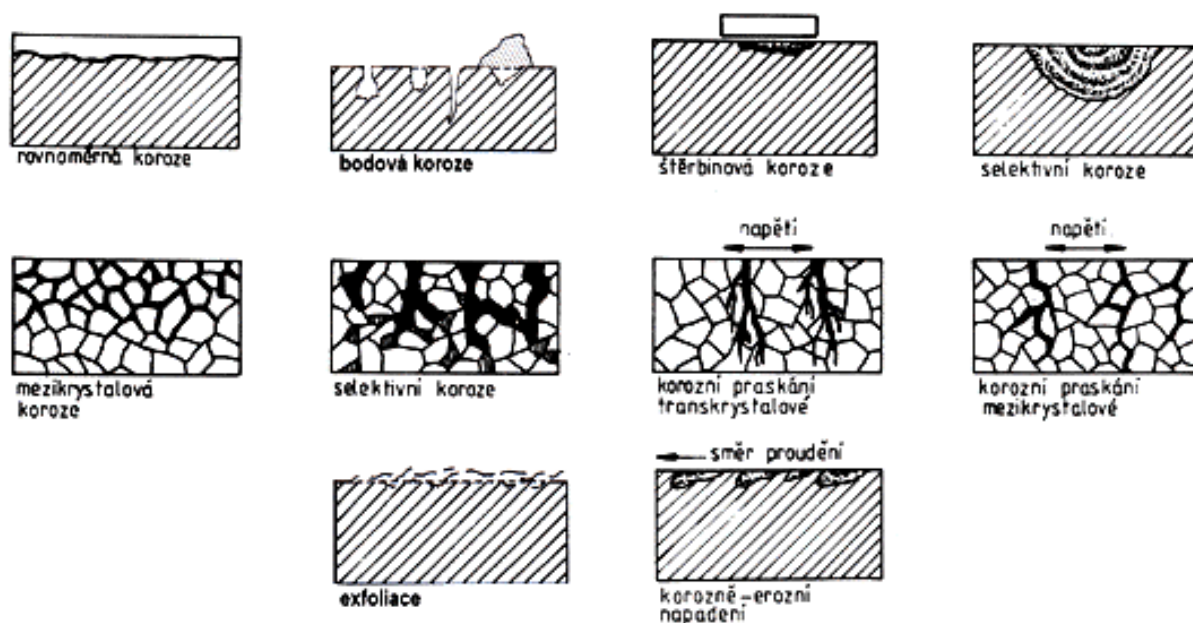 rovnoměrná koroze
bodová koroze
štěrbinová koroze
selektivní koroze
napětí
napětí
mezikrystalová
koroze
selektivní koroze
korozní praskání
transkrystalové
korozní praskání
mezikrystalové
směr proudění
exfoliace
korozně-erozní
napadení